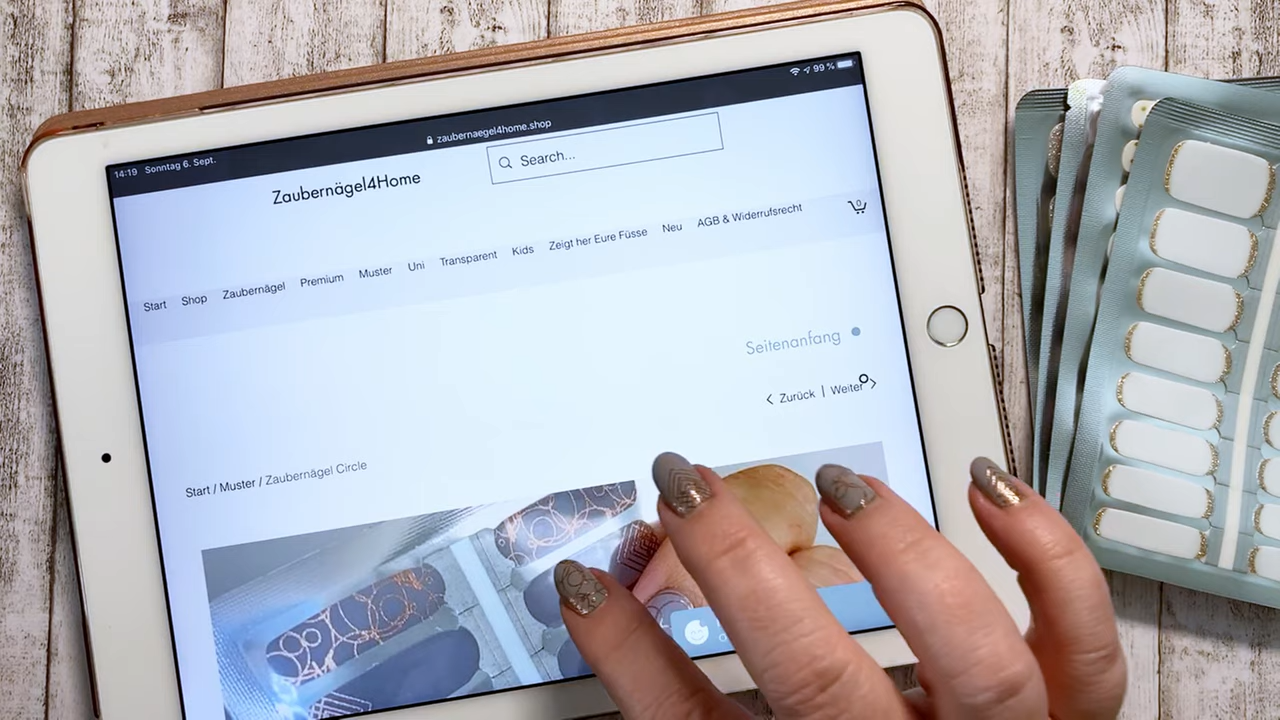 14:19 Sonntag 6. Sept.
99 %
zaubernaegel4home.shop
Zaubernägel4Home
Search...
Start Shop Zaubernägel Premium Muster Uni Transparent Kids Zeigt her Eure Füsse Neu AGB & Widerrufsrecht
0
Seitenanfang
Zurück | Weiter
Start / Muster / Zaubernägel Circle